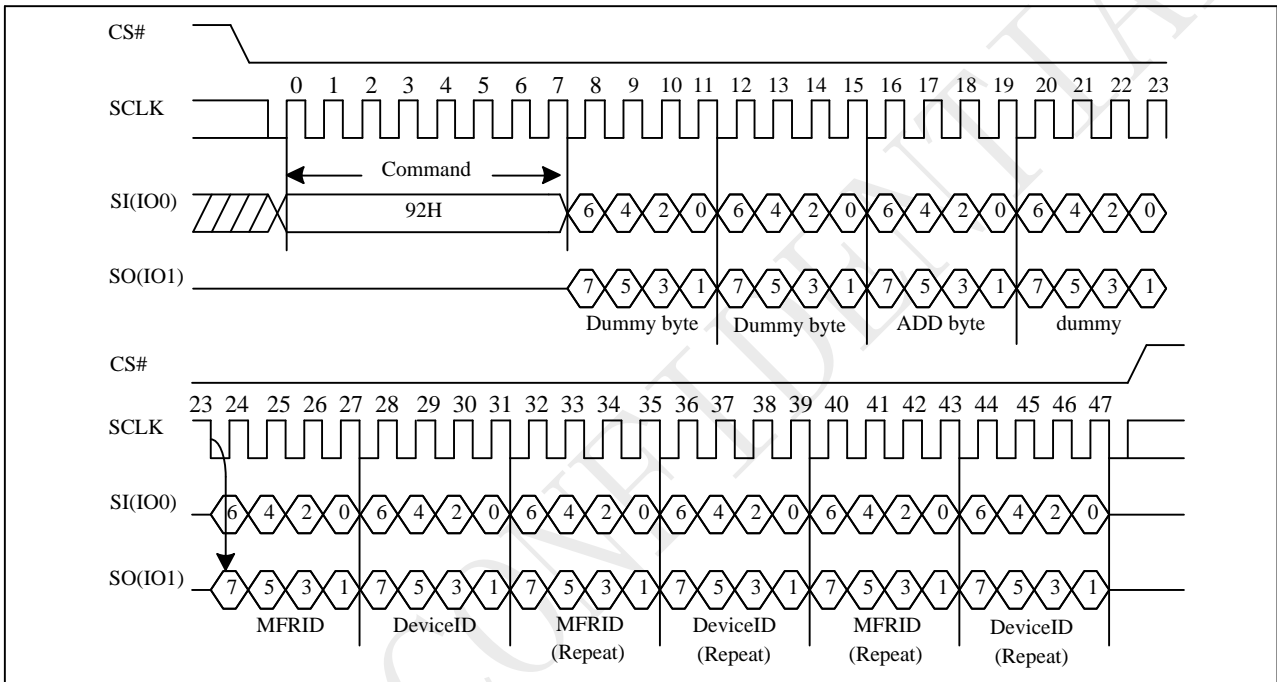 CS#
0 1 2 3 4 5 6 7 8 9 10 11 12 13 14 15 16 17 18 19 20 21 22 23
SCLK
Command
SI(IO0) 92H 6 4 2 0 6 4 2 0 6 4 2 0 6 4 2 0
SO(IO1) 7 5 3 1 7 5 3 1 7 5 3 1 7 5 3 1
Dummy byte Dummy byte ADD byte dummy
CS#
23 24 25 26 27 28 29 30 31 32 33 34 35 36 37 38 39 40 41 42 43 44 45 46 47
SCLK
SI(IO0) 6 4 2 0 6 4 2 0 6 4 2 0 6 4 2 0 6 4 2 0 6 4 2 0
SO(IO1) 7 5 3 1 7 5 3 1 7 5 3 1 7 5 3 1 7 5 3 1 7 5 3 1
MFRID DeviceID MFRID DeviceID MFRID DeviceID
(Repeat) (Repeat) (Repeat) (Repeat)
CONFIDENTIA